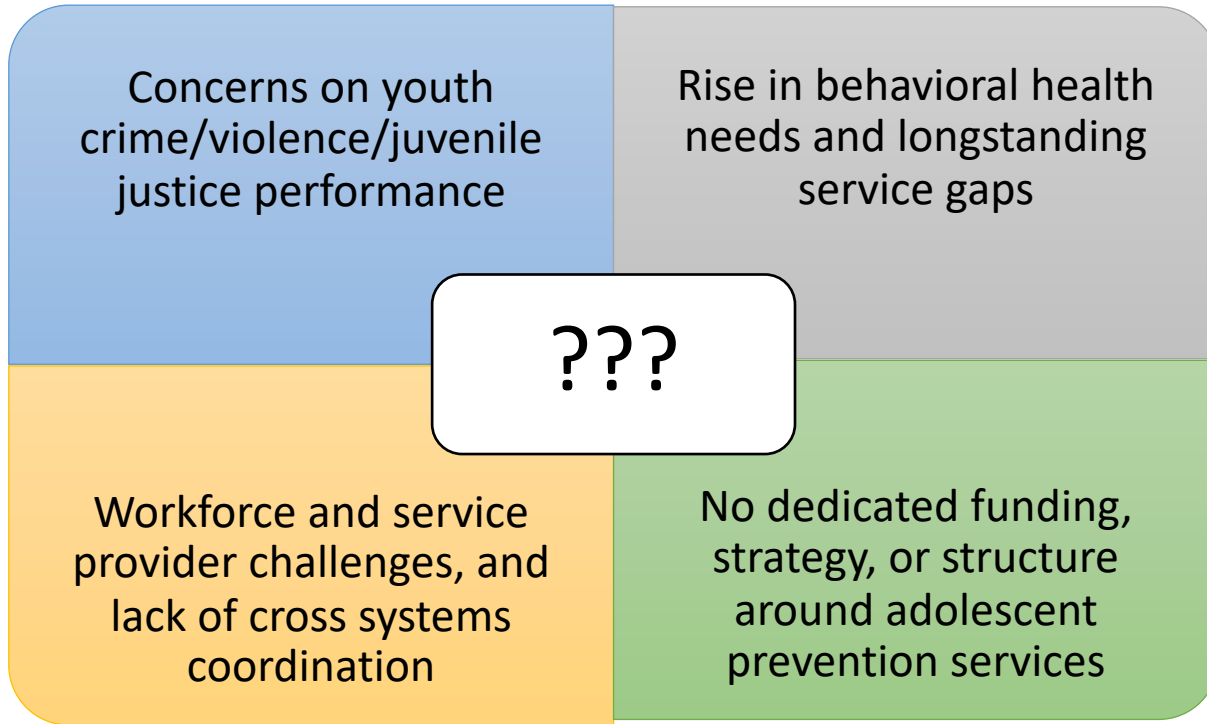 Concerns on youth
crime/violence/juvenile
justice performance
Rise in behavioral health
needs and longstanding
service gaps
???
Workforce and service
provider challenges, and
lack of cross systems
coordination
No dedicated funding,
strategy, or structure
around adolescent
prevention services